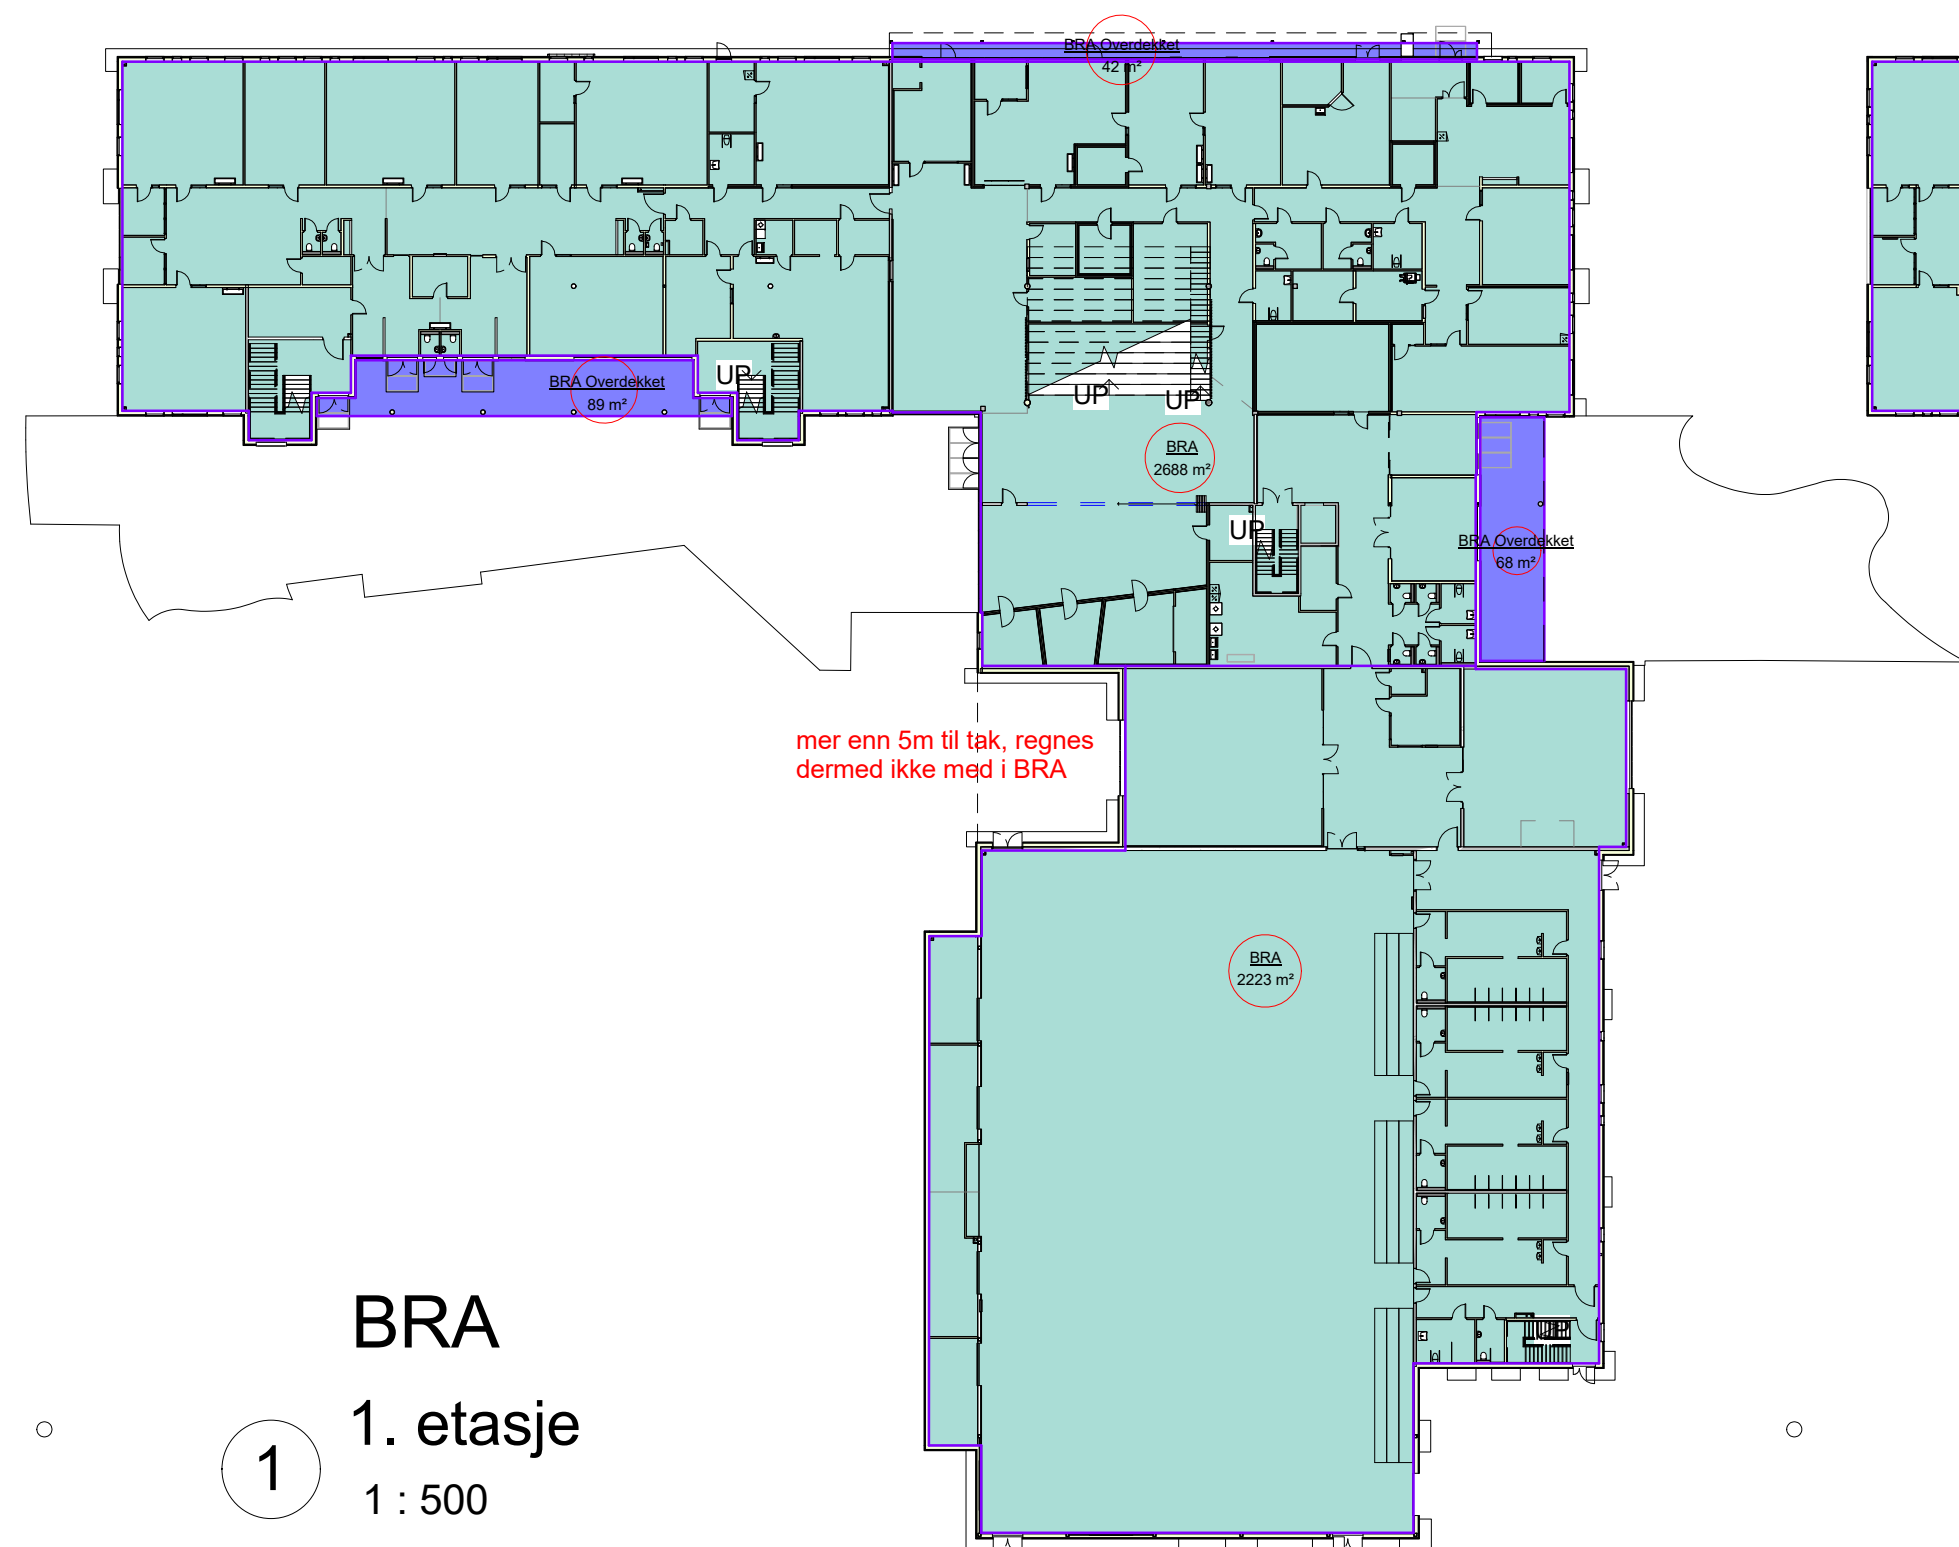 BRA Overdekket
42 m²
UP
BRA Overdekket
89 m²
UP
UP
BRA
2688 m²
UP
BRA Overdekket
68 m²
mer enn 5m til tak, regnes
dermed ikke med i BRA
BRA
2223 m²
BRA
1. etasje
1
1 : 500